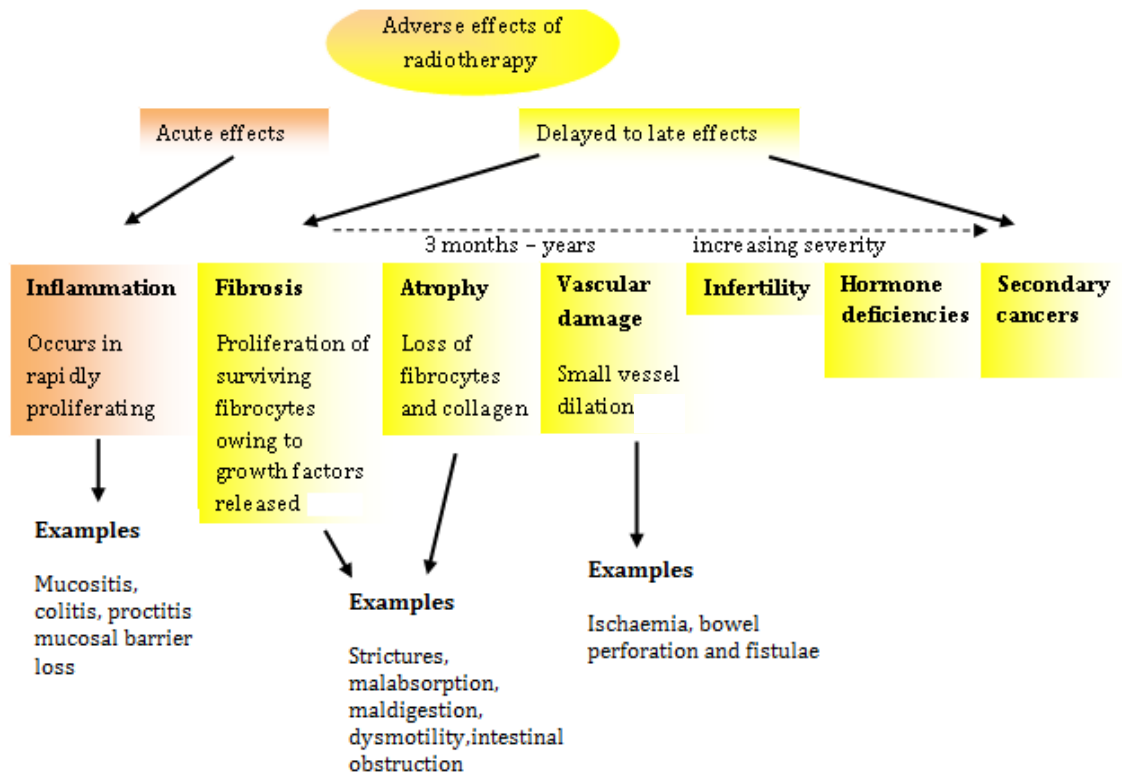 Adverse effects of
radiotherapy
Acute effects
Delayed to late effects
3 months – years
increasing severity
Inflammation
Occurs in
rapidly
proliferating
Fibrosis
Proliferation of
surviving
fibrocytes
owing to
growth factors
released
Atrophy
Loss of
fibrocytes
and collagen
Vascular
damage
Small vessel
dilation
Infertility
Hormone
deficiencies
Secondary
cancers
Examples
Mucositis,
colitis, proctitis
mucosal barrier
loss
Examples
Strictures,
malabsorption,
maldigestion,
dysmotility,intestinal
obstruction
Examples
Ischaemia, bowel
perforation and fistulae